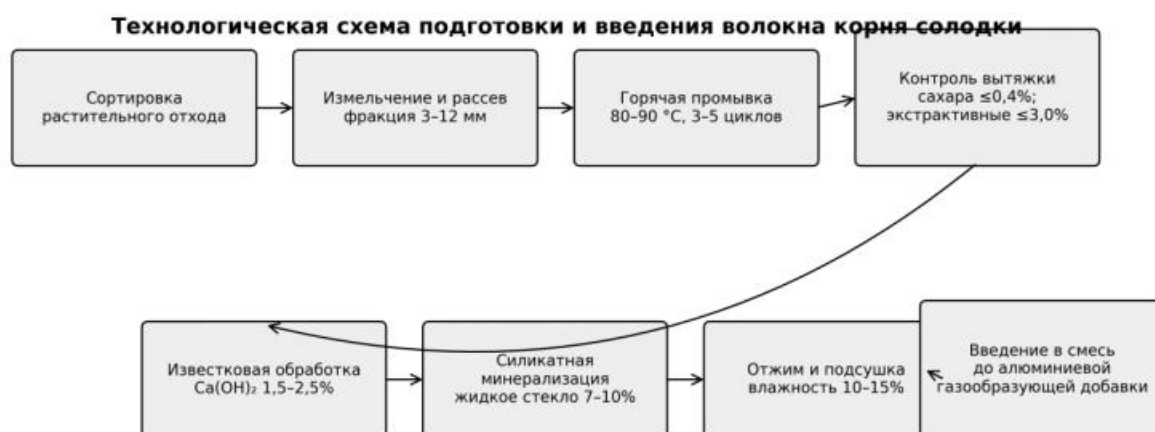 Технологическая схема подготовки и введения волокна корня солодки
Сортировка
растительного отхода
Измельчение и рассев
фракция 3–12 мм
Горячая промывка
80–90 °C, 3–5 циклов
Контроль вытяжки
сахара ≤0,4%;
экстрактивные ≤3,0%
Известковая обработка
Ca(OH)₂ 1,5–2,5%
Силикатная
минерализация
жидкое стекло 7–10%
Отжим и подсушка
влажность 10–15%
Введение в смесь
до алюминиевой
газообразующей добавки